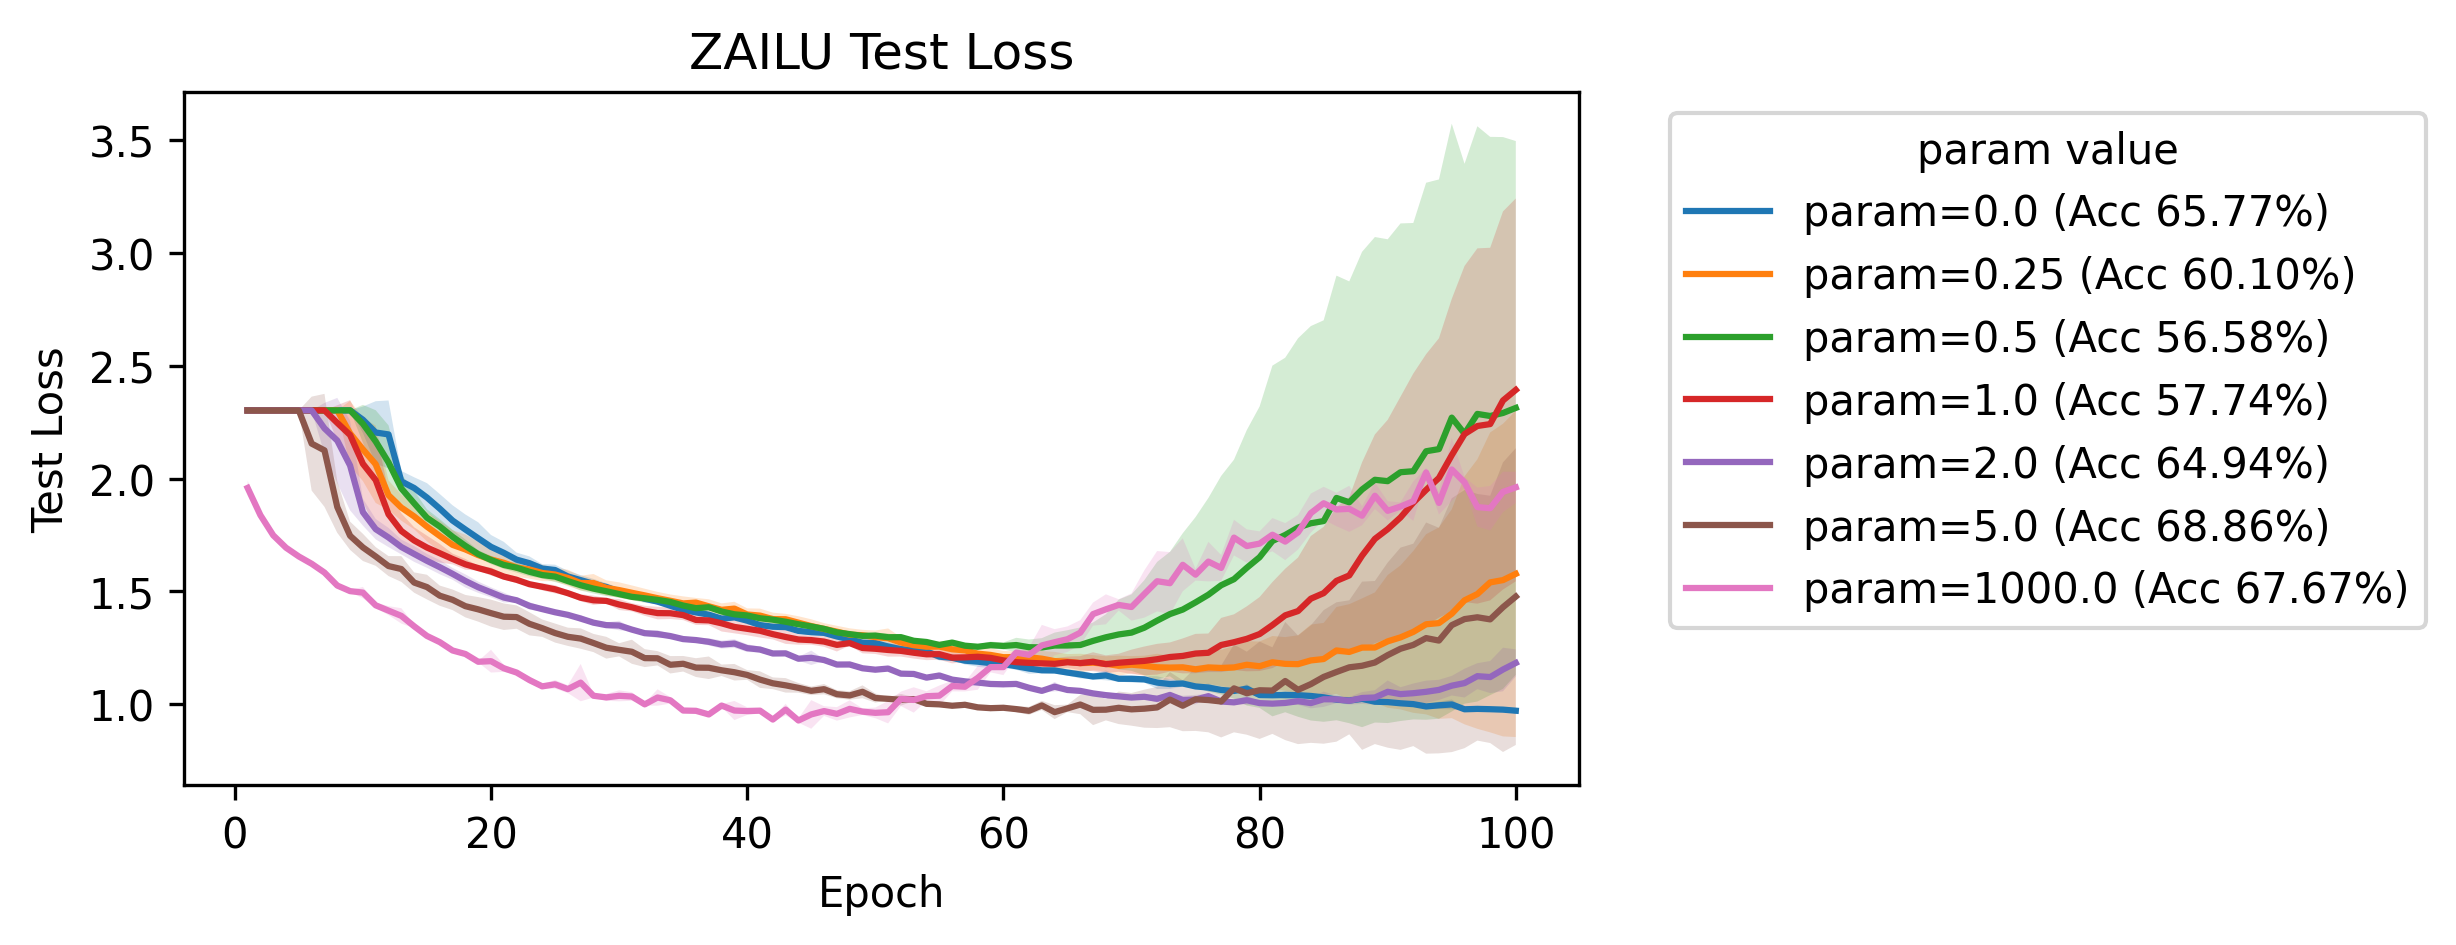 ZAILU Test Loss
Test Loss
3.5
3.0
2.5
2.0
1.5
1.0
0
20
40
60
80
100
Epoch
param value
param=0.0 (Acc 65.77%)
param=0.25 (Acc 60.10%)
param=0.5 (Acc 56.58%)
param=1.0 (Acc 57.74%)
param=2.0 (Acc 64.94%)
param=5.0 (Acc 68.86%)
param=1000.0 (Acc 67.67%)